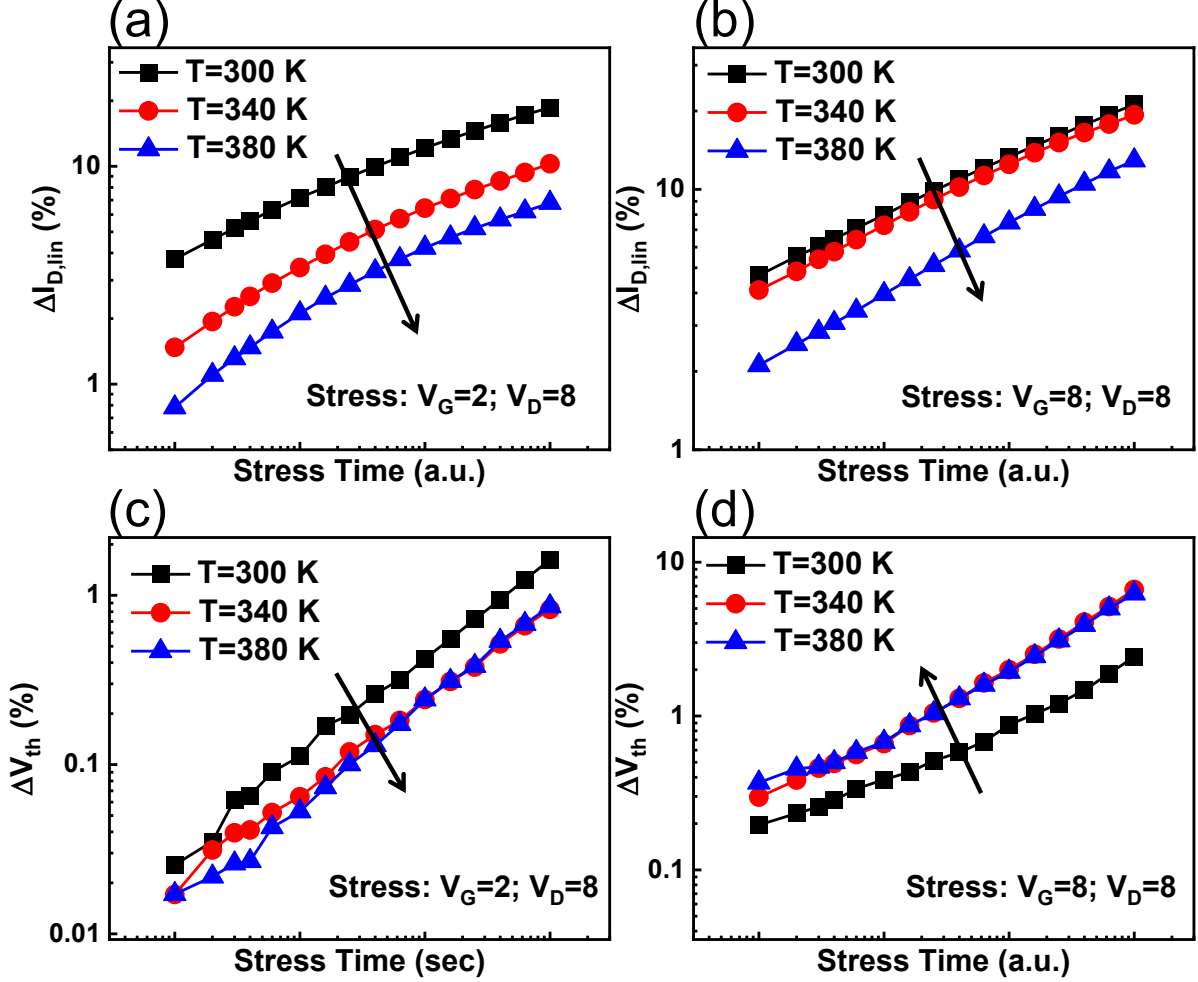 (a)
T=300 K
T=340 K
T=380 K
10
1
ΔI_D,lin (%)
Stress: V_G=2; V_D=8
Stress Time (a.u.)
(b)
T=300 K
T=340 K
T=380 K
10
1
ΔI_D,lin (%)
Stress: V_G=8; V_D=8
Stress Time (a.u.)
(c)
T=300 K
T=340 K
T=380 K
1
0.1
0.01
ΔV_th (%)
Stress: V_G=2; V_D=8
Stress Time (sec)
(d)
T=300 K
T=340 K
T=380 K
10
1
0.1
ΔV_th (%)
Stress: V_G=8; V_D=8
Stress Time (a.u.)